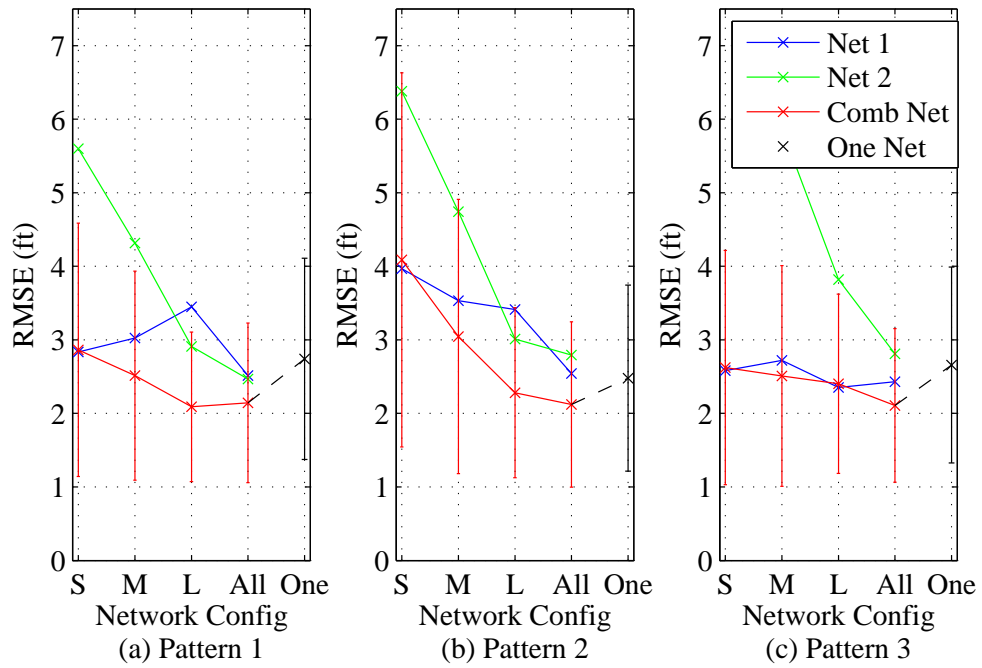 7
6
5
4
3
2
1
0
RMSE (ft)
S M L All One
Network Config
(a) Pattern 1
7
6
5
4
3
2
1
0
RMSE (ft)
S M L All One
Network Config
(b) Pattern 2
7
6
5
4
3
2
1
0
RMSE (ft)
S M L All One
Network Config
(c) Pattern 3
Net 1
Net 2
Comb Net
One Net